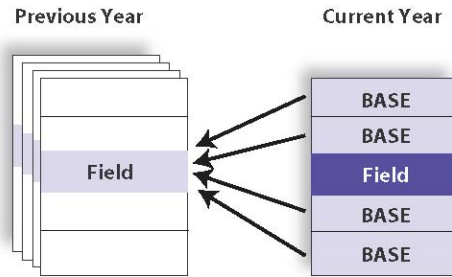 Previous Year
Current Year
BASE
BASE
Field
Field
BASE
BASE